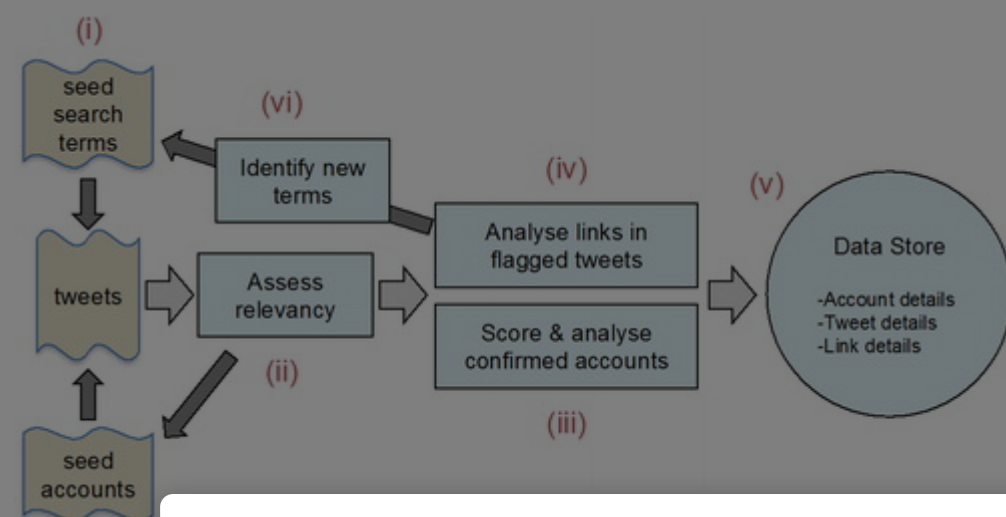 (i)
seed
search
terms
(vi)
Identify new
terms
(iv)
Analyse links in
flagged tweets
(v)
Data Store
-Account details
-Tweet details
-Link details
tweets
Assess
relevancy
(ii)
Score & analyse
confirmed accounts
(iii)
seed
accounts